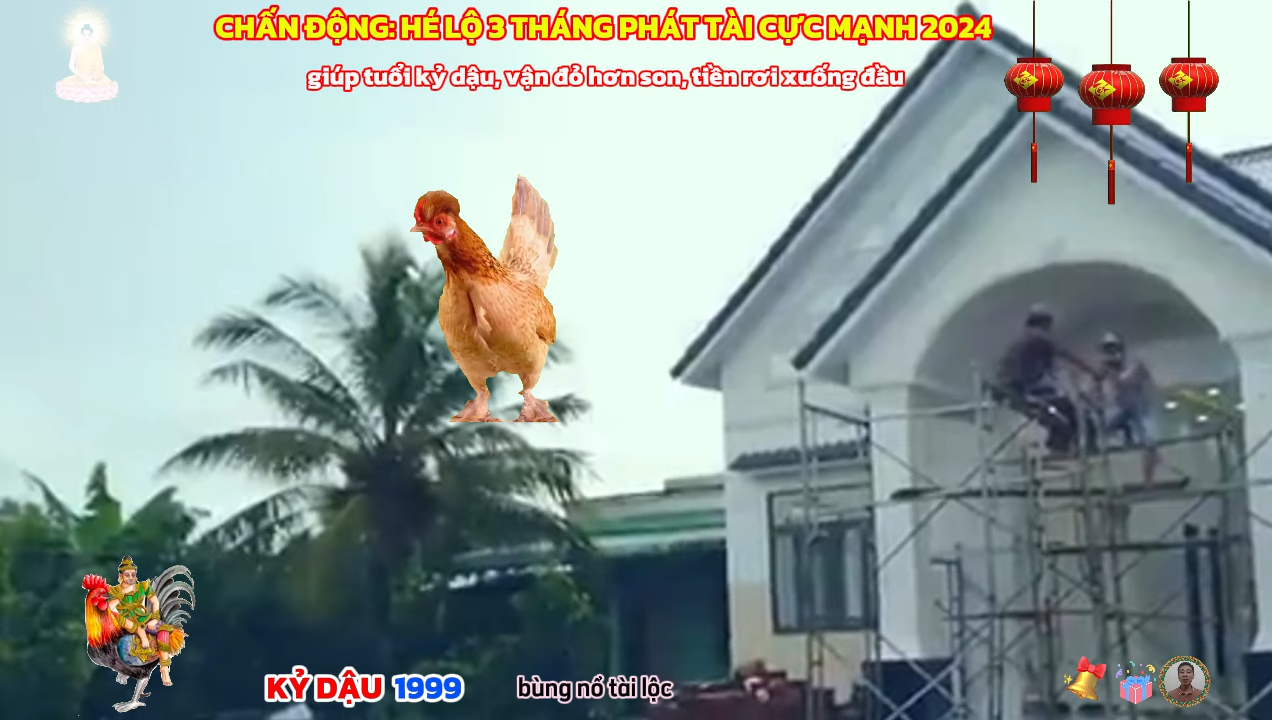 CHẤN ĐỘNG: HÉ LỘ 3 THÁNG PHÁT TÀI CỰC MẠNH 2024
giúp tuổi kỷ dậu, vận đỏ hơn son, tiền rơi xuống đầu
KỶ DẬU 1999 bùng nổ tài lộc